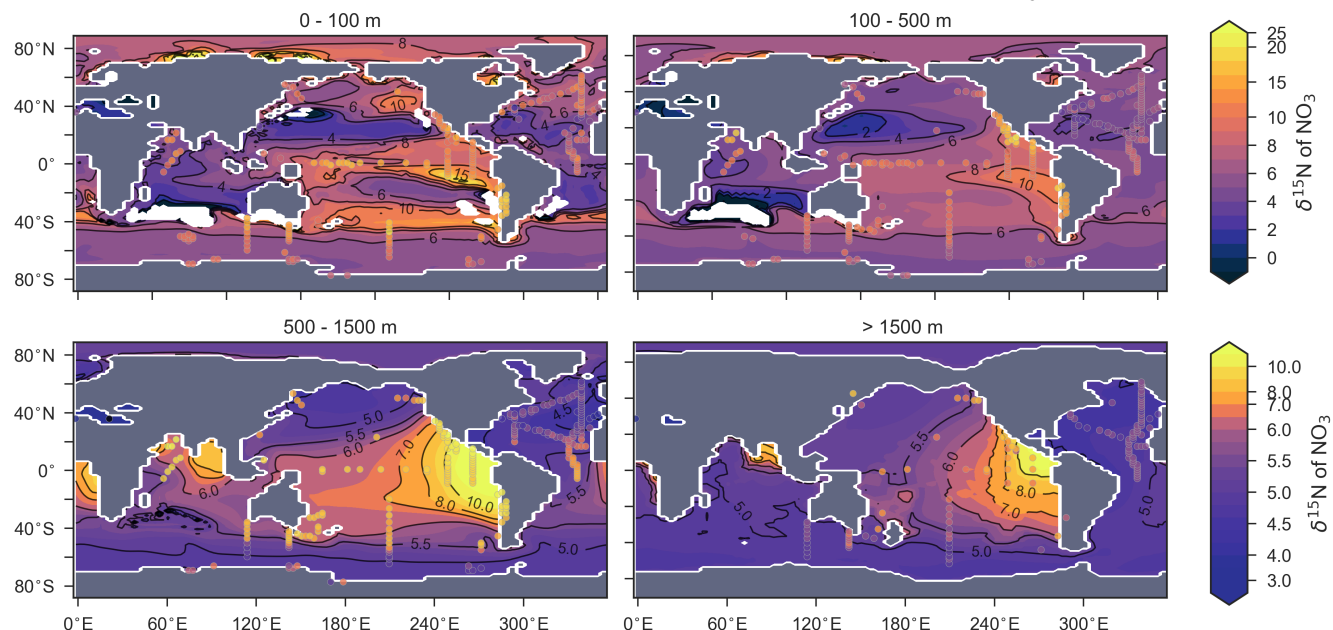 0 - 100 m
100 - 500 m
80°N
40°N
0°
40°S
80°S
8
6
10
4
8
6
4
15
4
10
6
2
4
6
8
10
2
6
6
25
20
15
10
8
6
4
2
0
δ¹⁵N of NO₃
500 - 1500 m
> 1500 m
80°N
40°N
0°
40°S
80°S
5.0
5.5
6.0
7.0
4.5
6.0
8.0
10.0
5.5
5.5
5.0
5.5
6.0
8.0
7.0
5.0
5.0
5.0
10.0
8.0
7.0
6.0
5.5
5.0
4.5
4.0
3.0
δ¹⁵N of NO₃
0°E
60°E
120°E
180°E
240°E
300°E
0°E
60°E
120°E
180°E
240°E
300°E